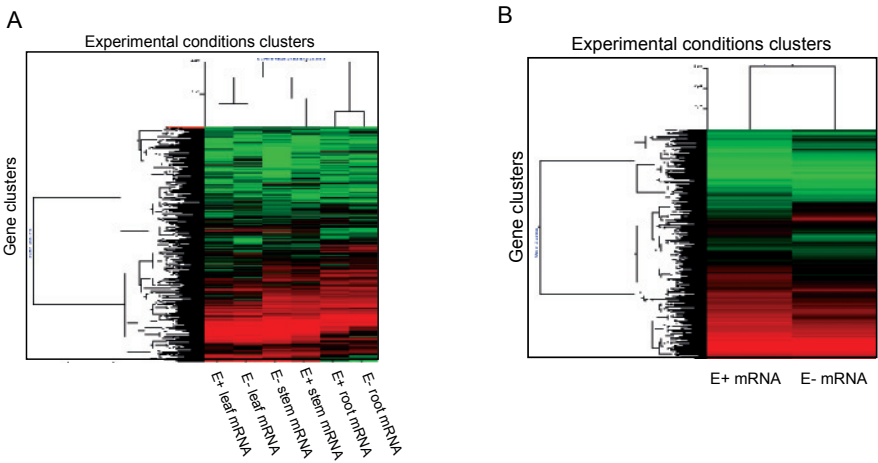 A
Experimental conditions clusters
Gene clusters
E+ leaf mRNA
E- leaf mRNA
E- stem mRNA
E+ stem mRNA
E+ root mRNA
E- root mRNA
B
Experimental conditions clusters
Gene clusters
E+ mRNA
E- mRNA